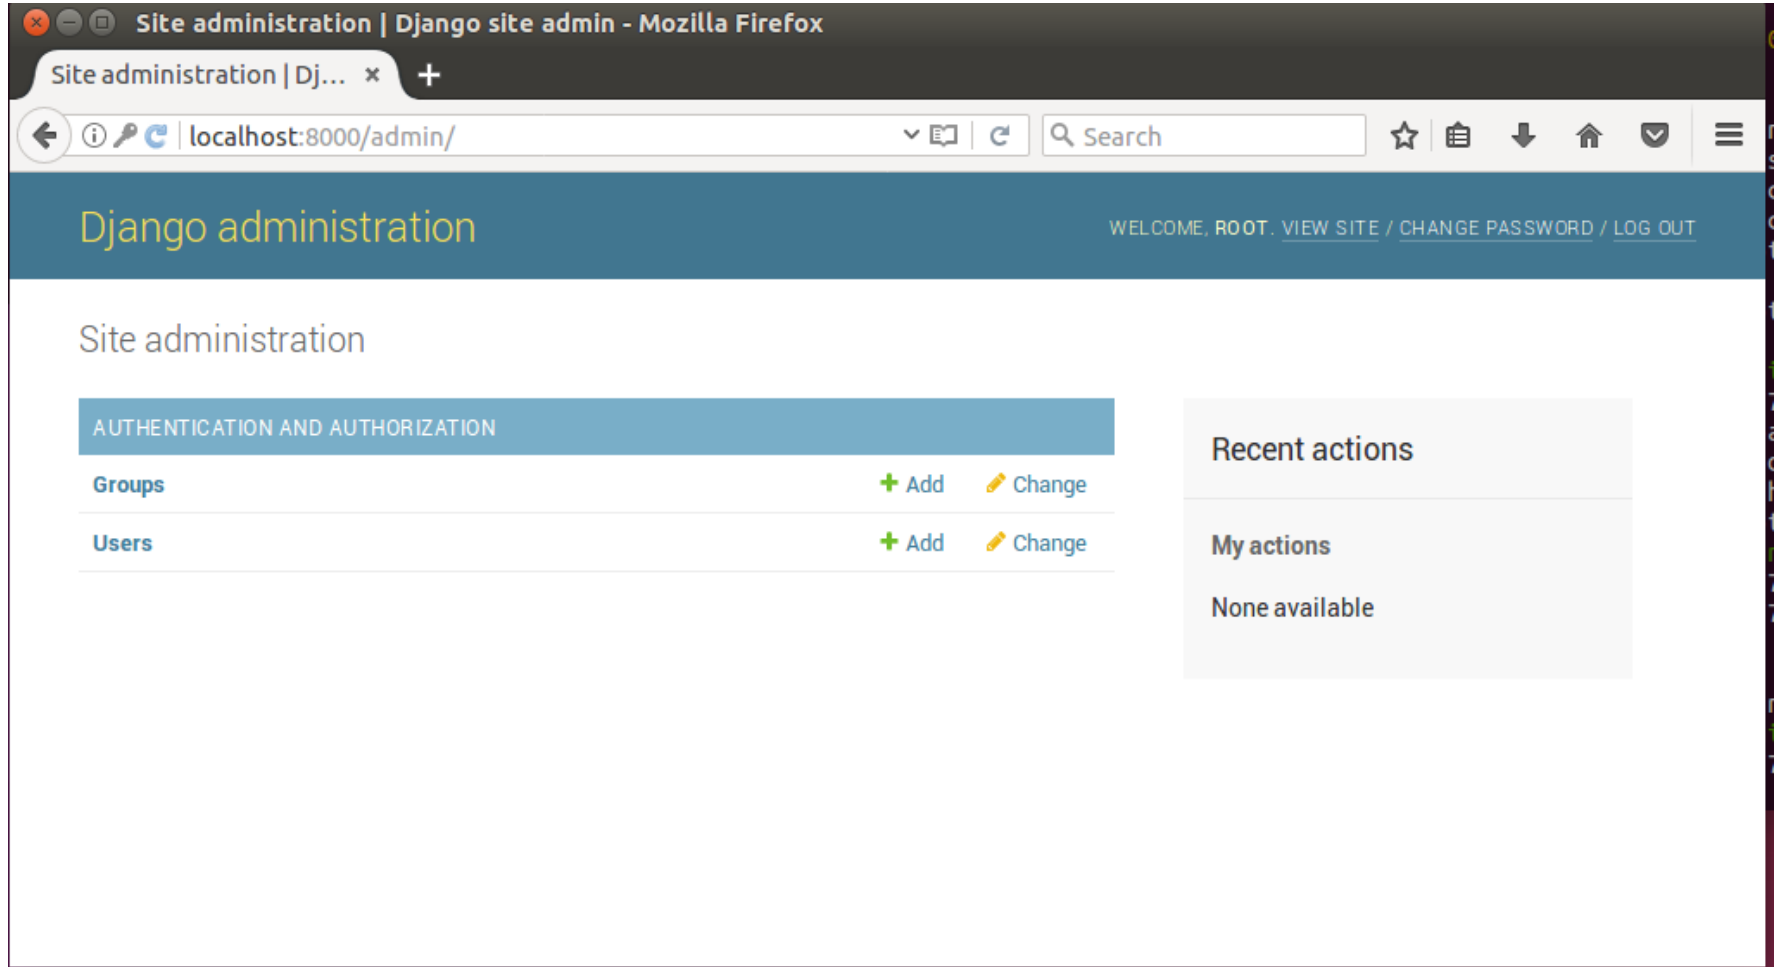 Site administration | Django site admin - Mozilla Firefox
Site administration | Dj...
localhost:8000/admin/
Search
Django administration
WELCOME, ROOT. VIEW SITE / CHANGE PASSWORD / LOG OUT
Site administration
AUTHENTICATION AND AUTHORIZATION
Groups Add Change
Users Add Change
Recent actions
My actions
None available